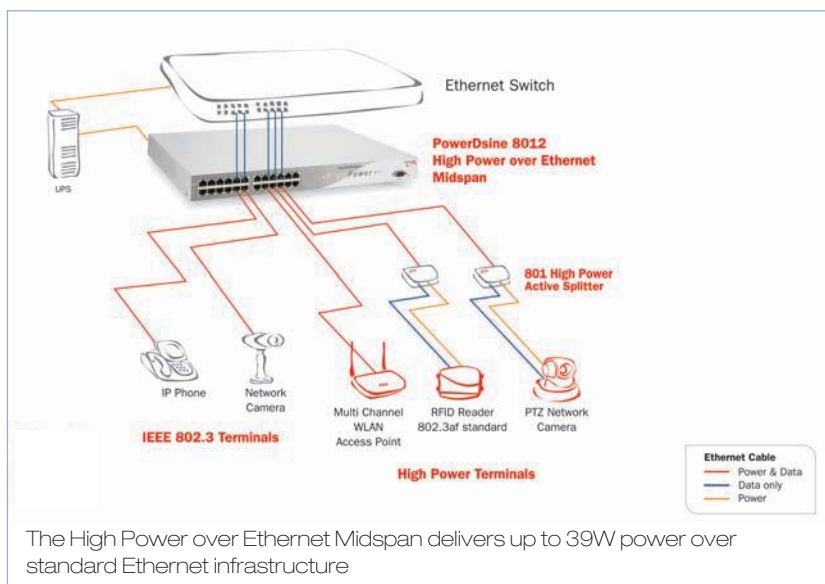 Ethernet Switch
PowerDsine 8012
High Power over Ethernet
Midspan
UPS
Power
801 High Power
Active Splitter
IP Phone
Network
Camera
IEEE 802.3 Terminals
Multi Channel
WLAN
Access Point
RFID Reader
802.3af standard
PTZ Network
Camera
High Power Terminals
Ethernet Cable
Power & Data
Data only
Power
The High Power over Ethernet Midspan delivers up to 39W power over
standard Ethernet infrastructure